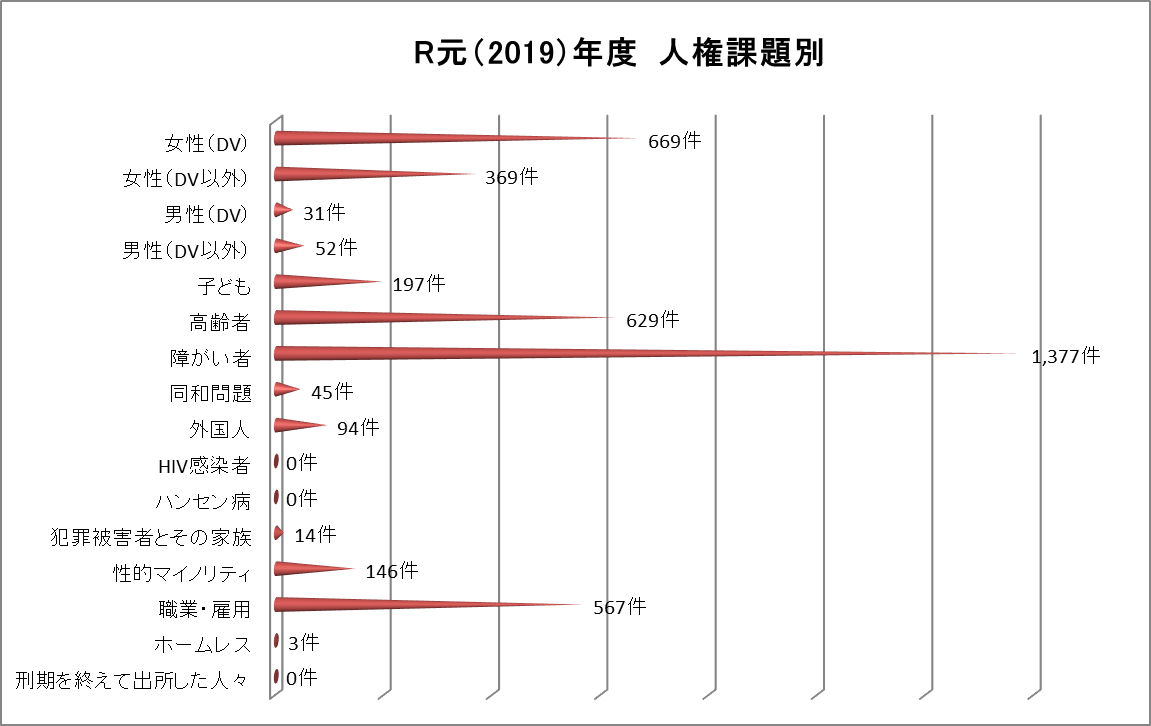 R元（2019）年度　人権課題別
女性（DV） 669件
女性（DV以外） 369件
男性（DV） 31件
男性（DV以外） 52件
子ども 197件
高齢者 629件
障がい者 1,377件
同和問題 45件
外国人 94件
HIV感染者 0件
ハンセン病 0件
犯罪被害者とその家族 14件
性的マイノリティ 146件
職業・雇用 567件
ホームレス 3件
刑期を終えて出所した人々 0件